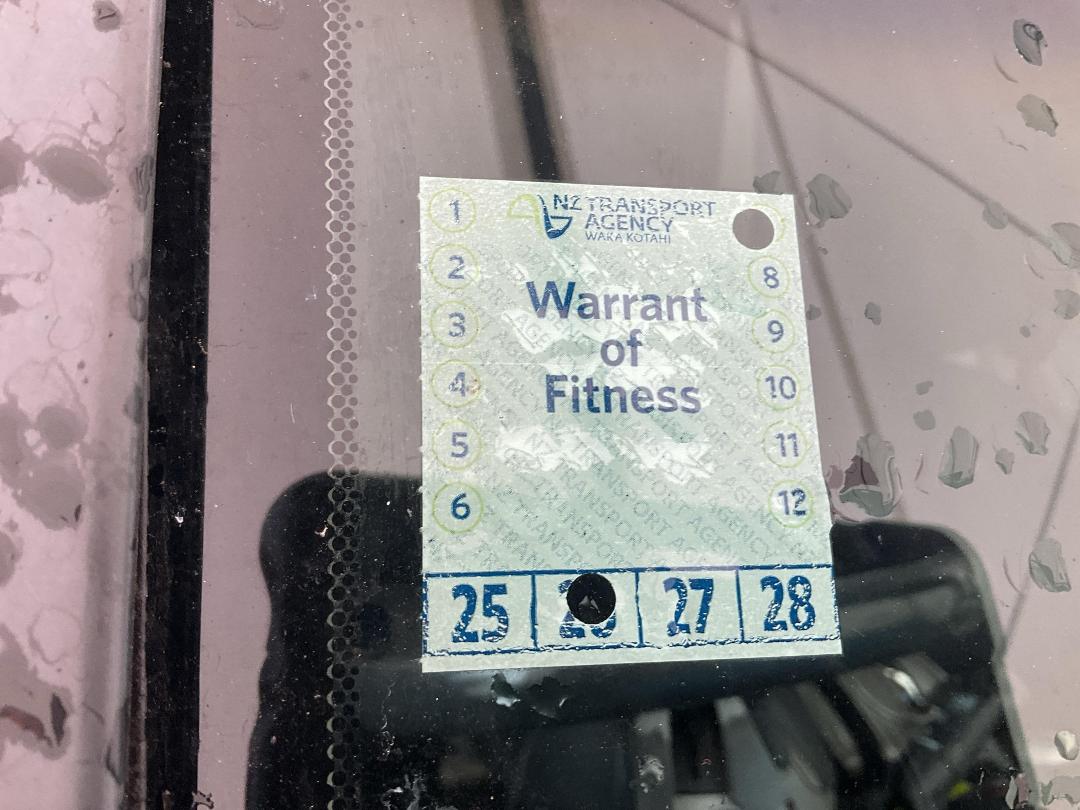 NZ TRANSPORT
AGENCY
WAKA KOTAHI
1
2
3
4
5
6
8
9
10
11
12
Warrant
of
Fitness
25 27 28